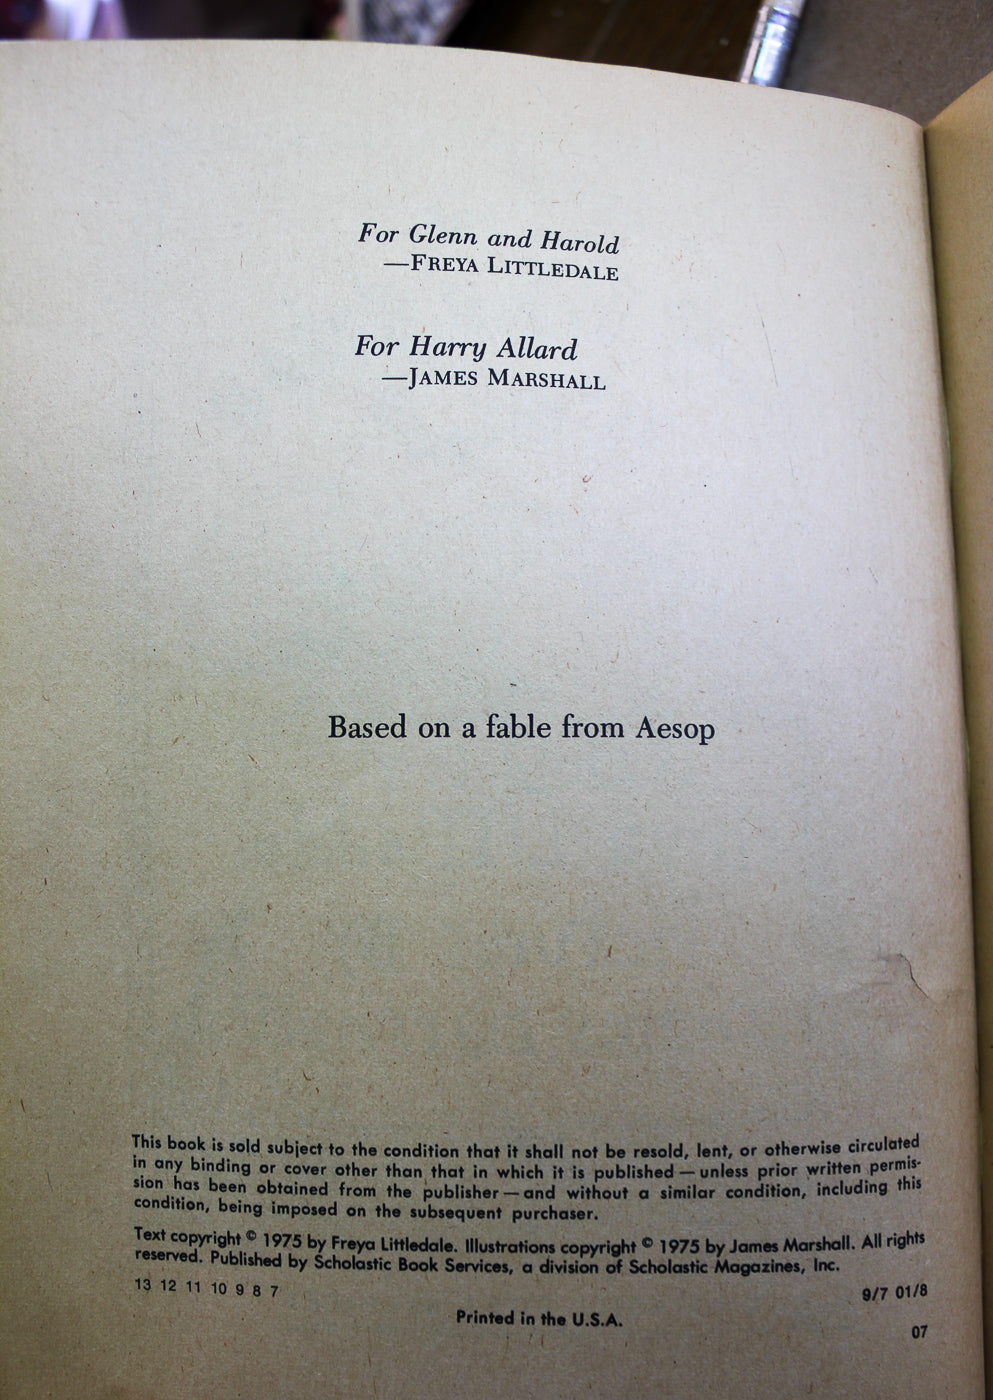 For Glenn and Harold
—FREYA LITTLEDALE
For Harry Allard
—JAMES MARSHALL
Based on a fable from Aesop
This book is sold subject to the condition that it shall not be resold, lent, or otherwise circulated
in any binding or cover other than that in which it is published — unless prior written permis-
sion has been obtained from the publisher — and without a similar condition, including this
condition, being imposed on the subsequent purchaser.
Text copyright © 1975 by Freya Littledale. Illustrations copyright © 1975 by James Marshall. All rights
reserved. Published by Scholastic Book Services, a division of Scholastic Magazines, Inc.
13 12 11 10 9 8 7 9/7 01/8
Printed in the U.S.A.
07